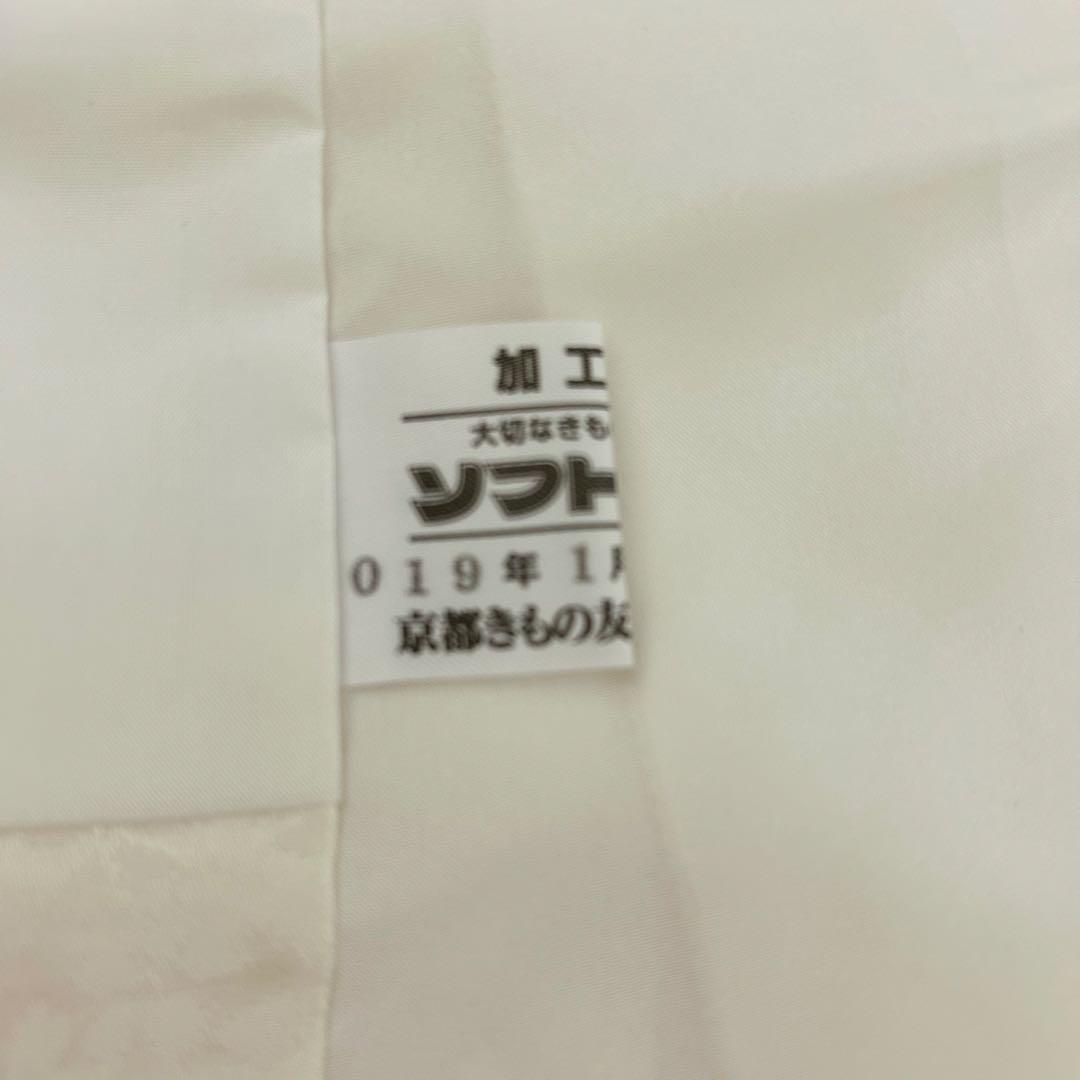 加工
大切なきも
ソフト
019年1月
京都きもの友